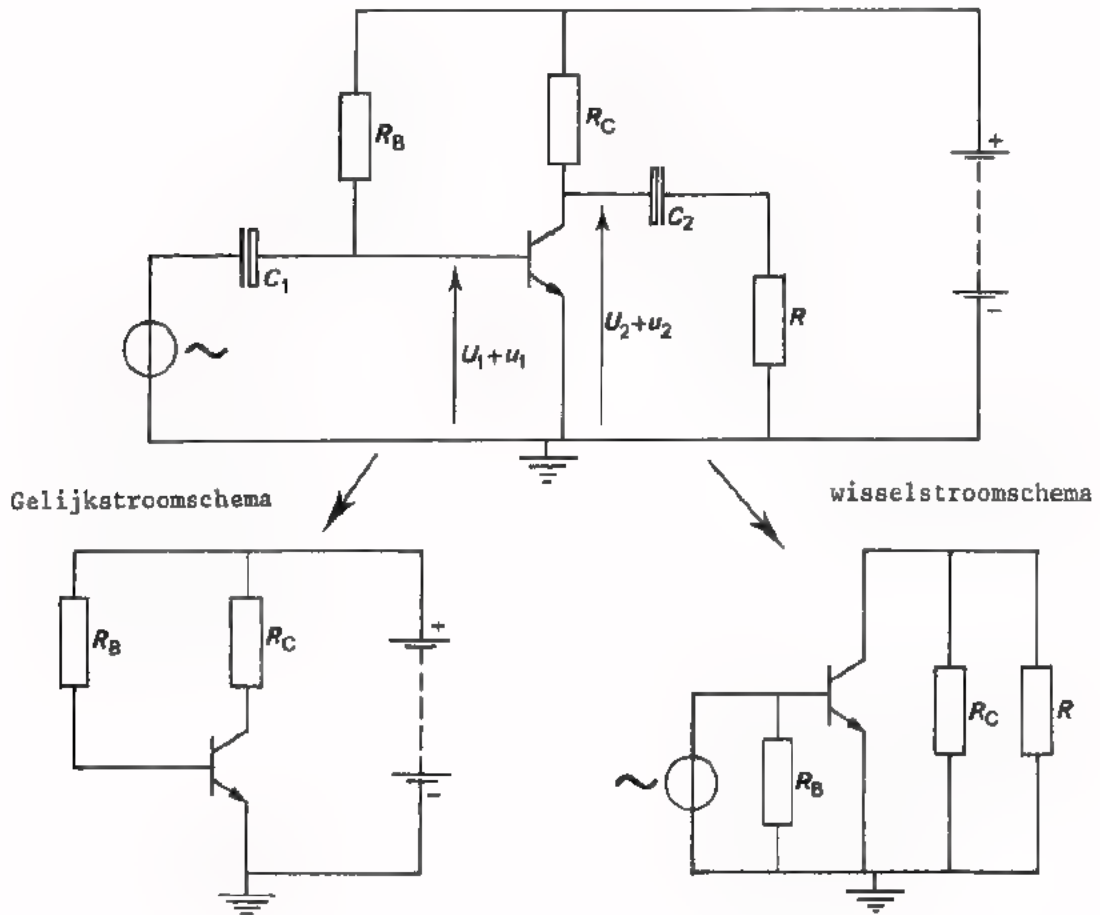 +
R_B
R_C
C_1
C_2
R
U_1+u_1
U_2+u_2
~
-
Gelijkstroomschema
wisselstroomschema
R_B
R_C
+
-
~
R_B
R_C
R